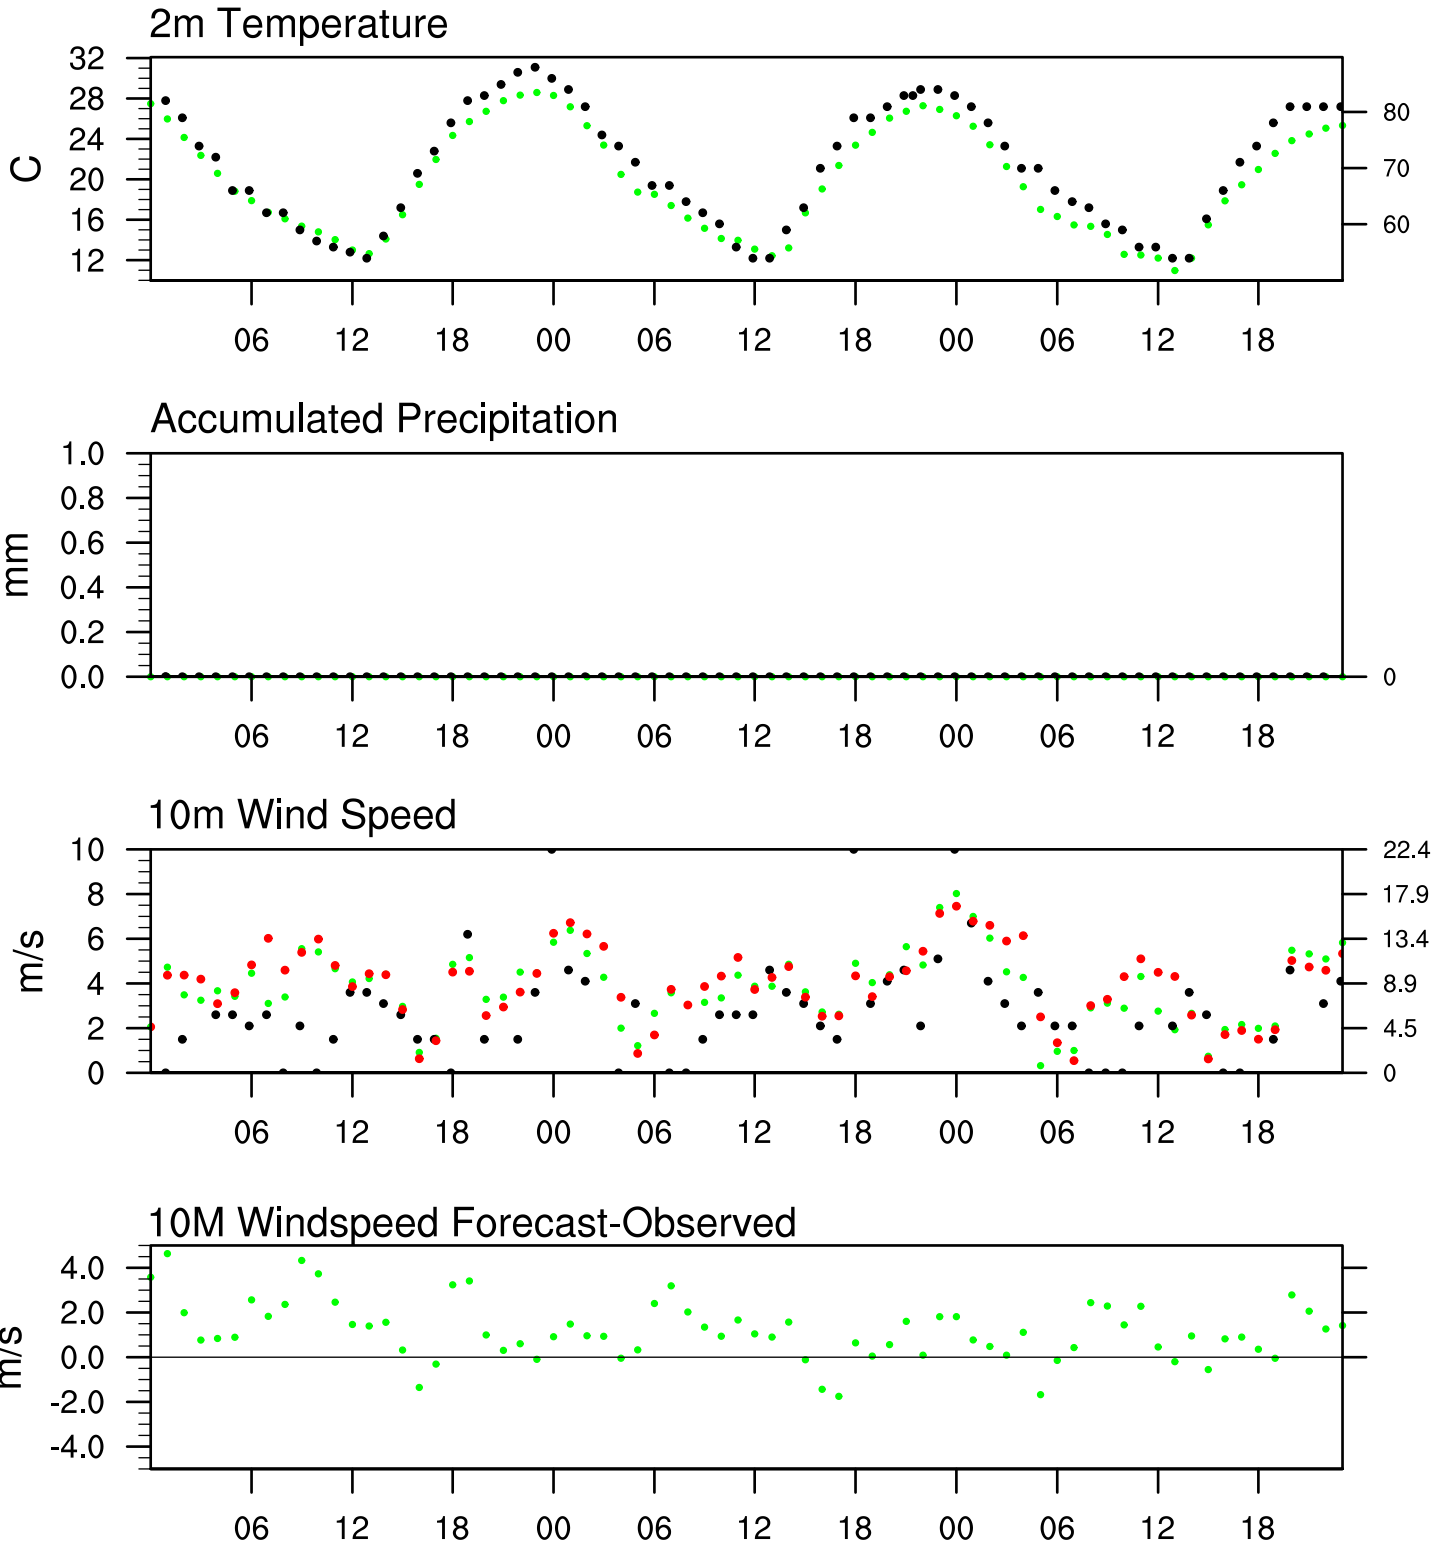 2m Temperature
32
28
24
20
16
12
C
80
70
60
06 12 18 00 06 12 18 00 06 12 18
Accumulated Precipitation
1.0
0.8
0.6
0.4
0.2
0.0
mm
0
06 12 18 00 06 12 18 00 06 12 18
10m Wind Speed
10
8
6
4
2
0
m/s
22.4
17.9
13.4
8.9
4.5
0
06 12 18 00 06 12 18 00 06 12 18
10M Windspeed Forecast-Observed
4.0
2.0
0.0
-2.0
-4.0
m/s
06 12 18 00 06 12 18 00 06 12 18